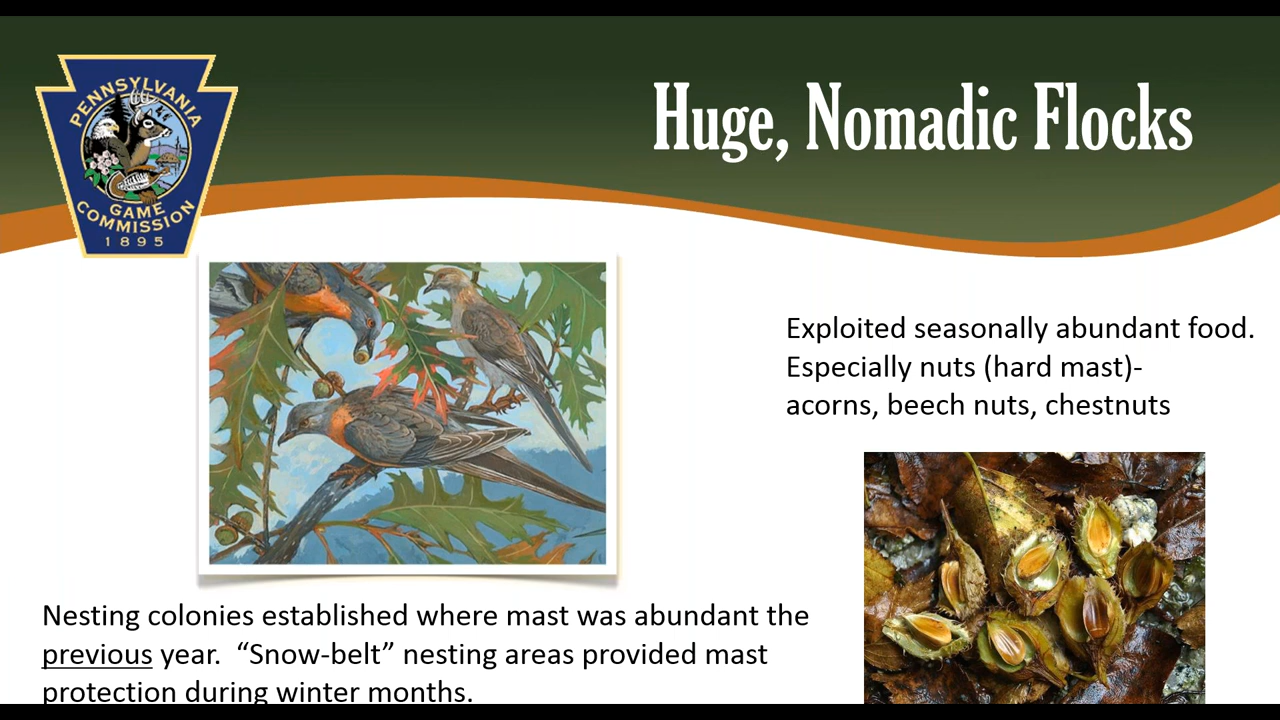 PENNSYLVANIA
GAME
COMMISSION
1895
Huge, Nomadic Flocks
Exploited seasonally abundant food.
Especially nuts (hard mast)-
acorns, beech nuts, chestnuts
Nesting colonies established where mast was abundant the
previous year.  “Snow-belt” nesting areas provided mast
protection during winter months.